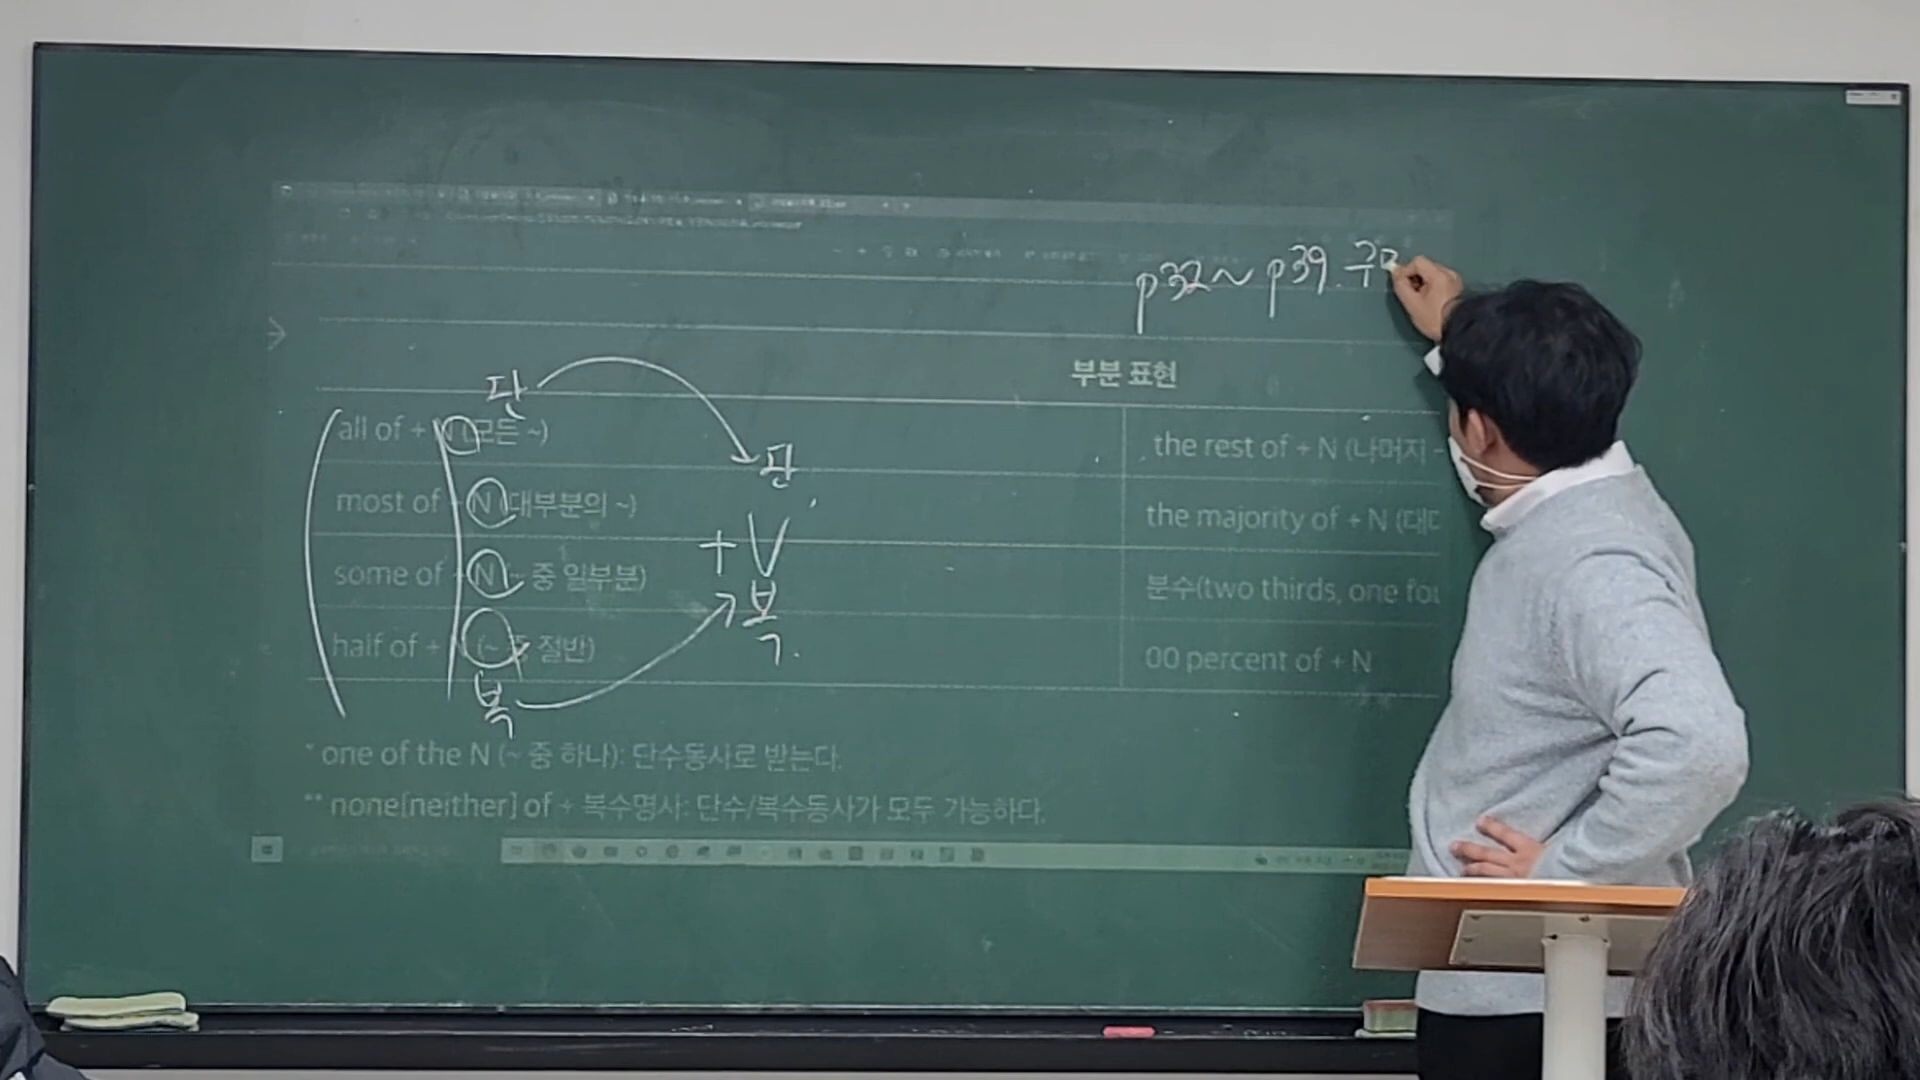 p32~ p39. 구
부분 표현
단
all of + N (모든 ~)
단
the rest of + N (나머지 ~
most of + N (대부분의 ~)
the majority of + N (대다
+V
some of + N (~ 중 일부분)
분수(two thirds, one fou
복
half of + N (~ 중 절반)
00 percent of + N
복
* one of the N (~ 중 하나): 단수동사로 받는다.
** none[neither] of + 복수명사: 단수/복수동사가 모두 가능하다.